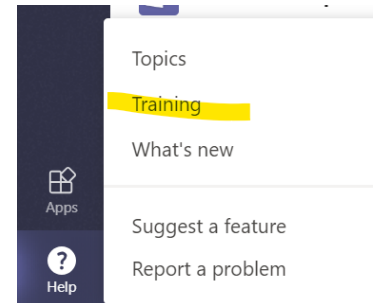 Topics
Training
What's new
Apps
Suggest a feature
Report a problem
Help